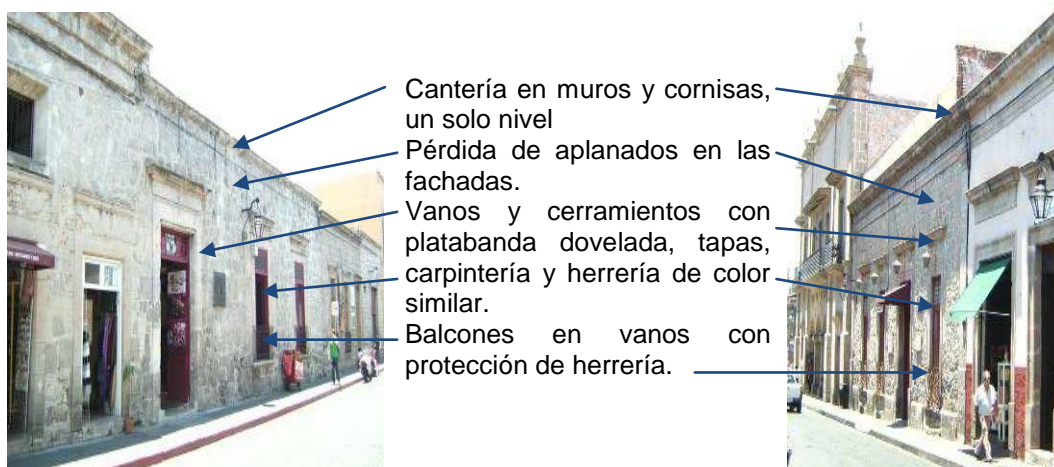 Cantería en muros y cornisas,
un solo nivel
Pérdida de aplanados en las
fachadas.
Vanos y cerramientos con
platabanda dovelada, tapas,
carpintería y herrería de color
similar.
Balcones en vanos con
protección de herrería.